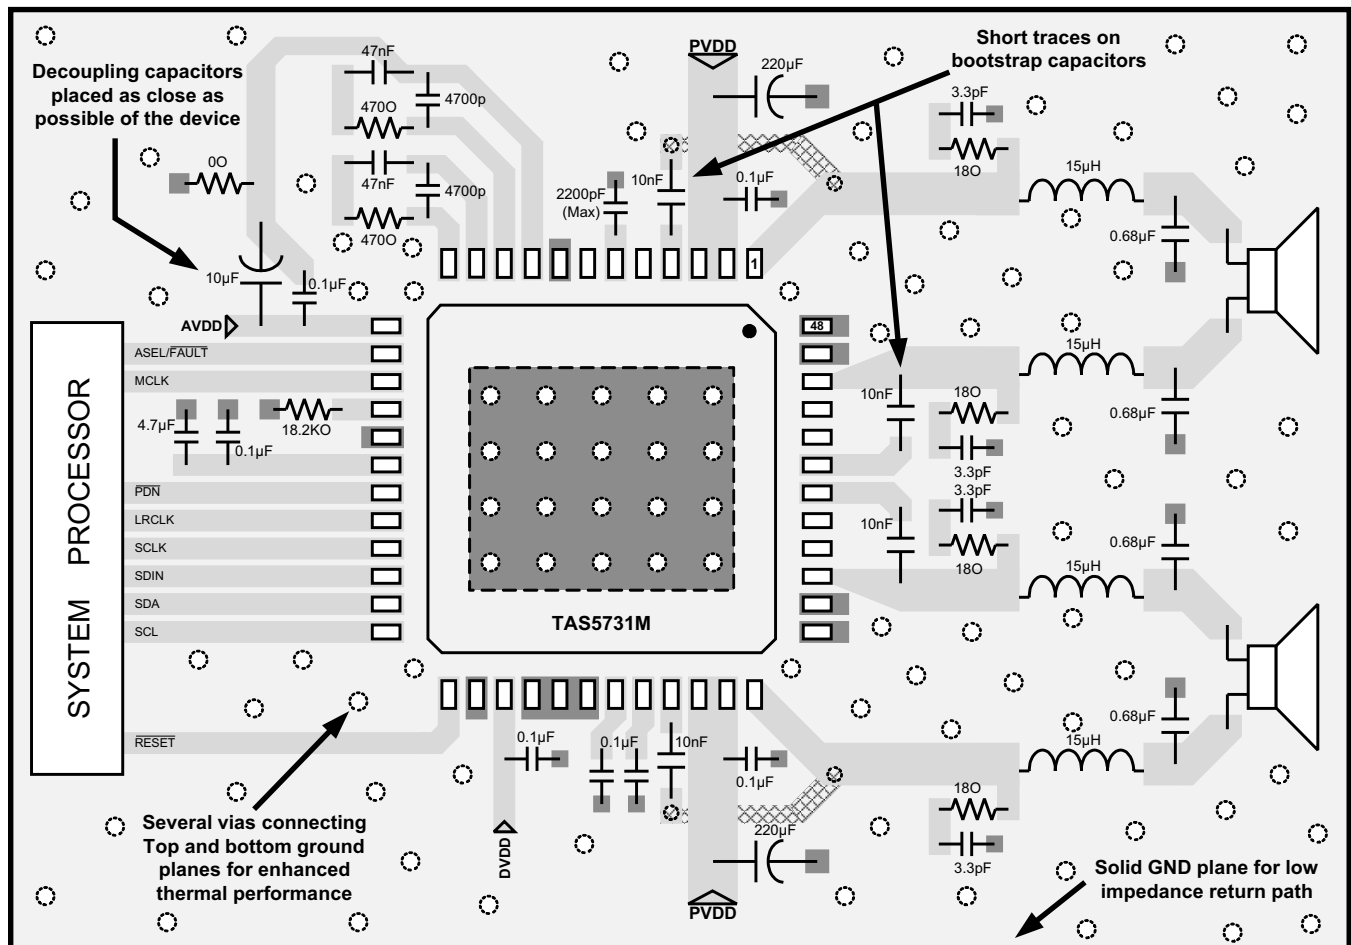 Decoupling capacitors
placed as close as
possible of the device
47nF
4700p
470O
47nF
4700p
470O
0O
PVDD
220µF
Short traces on
bootstrap capacitors
3.3pF
18O
15µH
0.68µF
2200pF
(Max)
10nF
0.1µF
10µF
0.1µF
1
AVDD
48
ASEL/FAULT
MCLK
4.7µF
0.1µF
18.2KO
PDN
LRCLK
SCLK
SDIN
SDA
SCL
RESET
SYSTEM PROCESSOR
TAS5731M
15µH
10nF
18O
3.3pF
0.68µF
3.3pF
10nF
18O
0.68µF
15µH
0.68µF
15µH
18O
3.3pF
0.1µF
0.1µF
10nF
0.1µF
220µF
DVDD
PVDD
Several vias connecting
Top and bottom ground
planes for enhanced
thermal performance
Solid GND plane for low
impedance return path